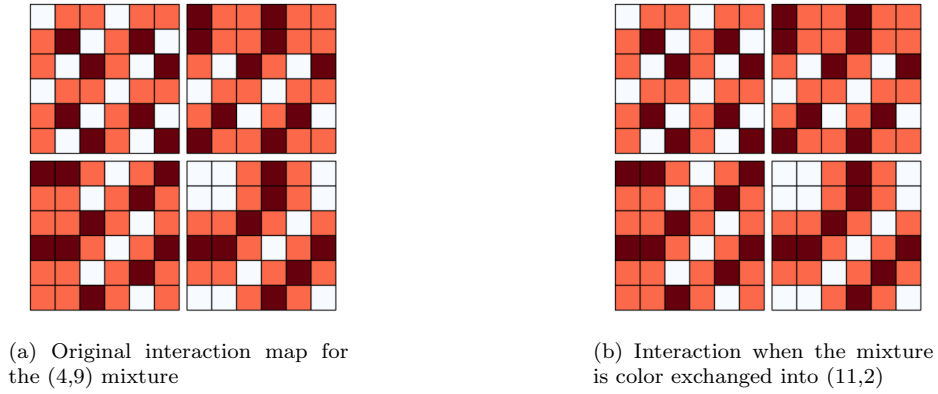 (a) Original interaction map for
the (4,9) mixture
(b) Interaction when the mixture
is color exchanged into (11,2)